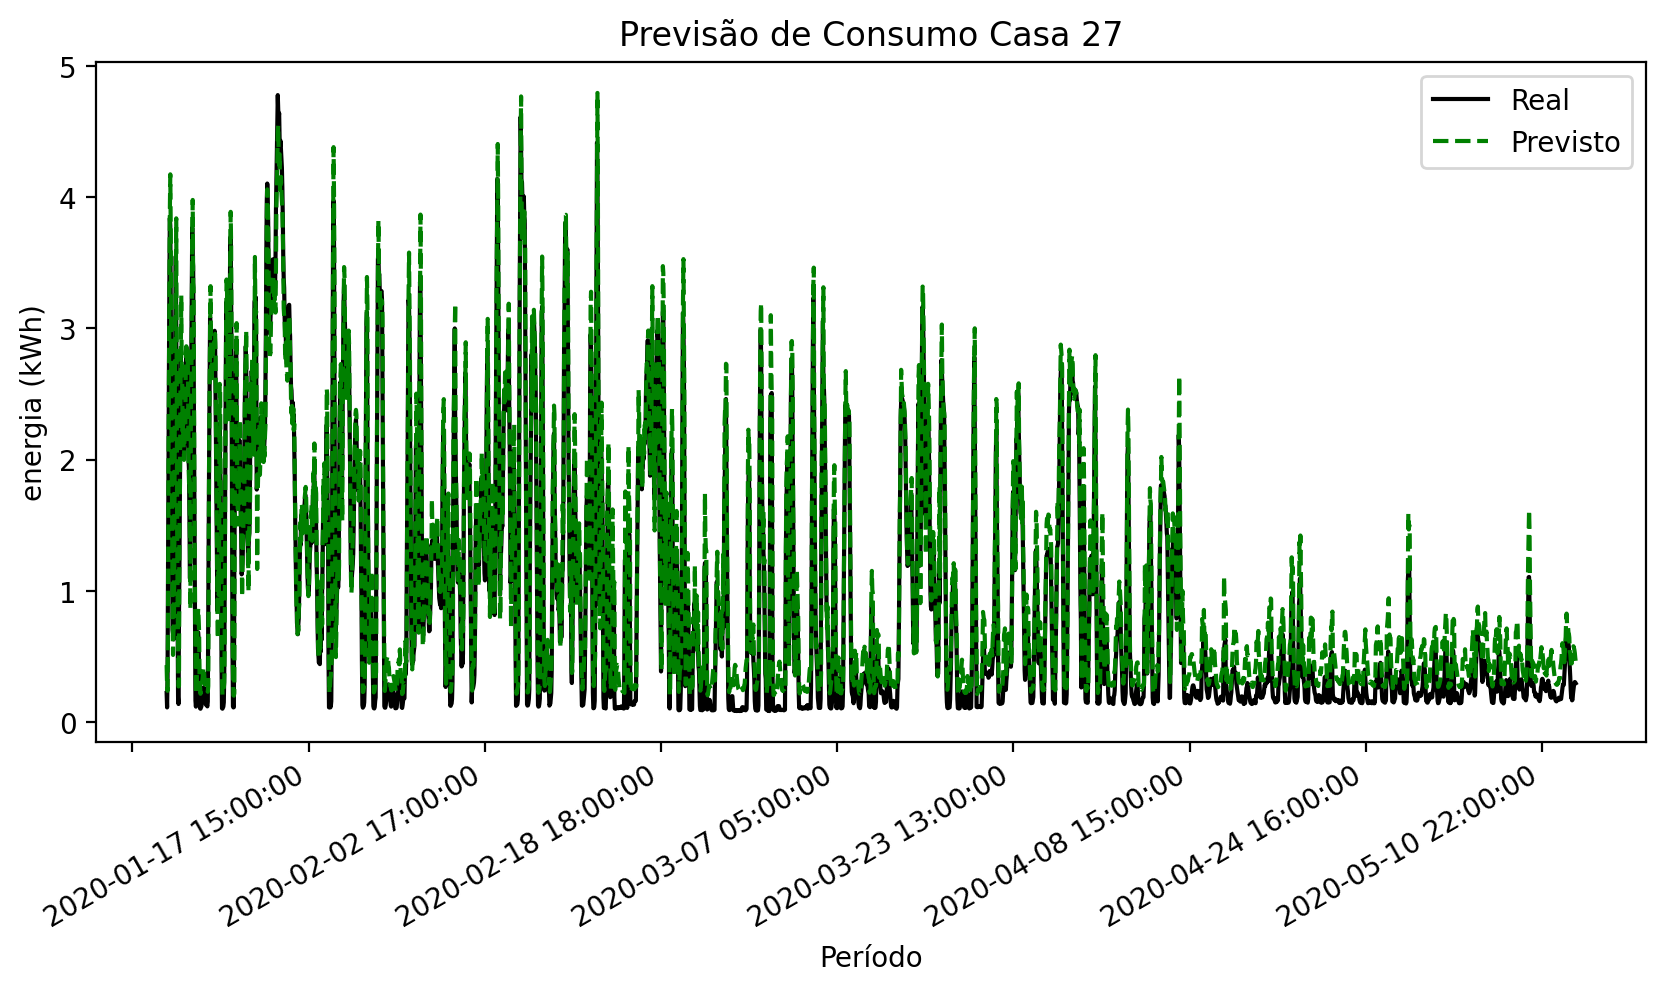 Previsão de Consumo Casa 27
Real
Previsto
energia (kWh)
5
4
3
2
1
0
2020-01-17 15:00:00
2020-02-02 17:00:00
2020-02-18 18:00:00
2020-03-07 05:00:00
2020-03-23 13:00:00
2020-04-08 15:00:00
2020-04-24 16:00:00
2020-05-10 22:00:00
Período